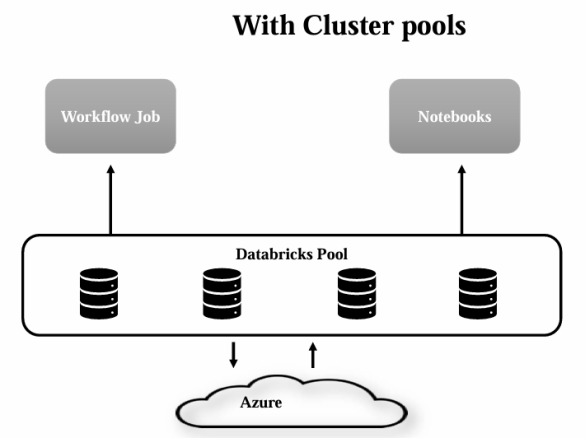 With Cluster pools
Workflow Job
Notebooks
Databricks Pool
Azure